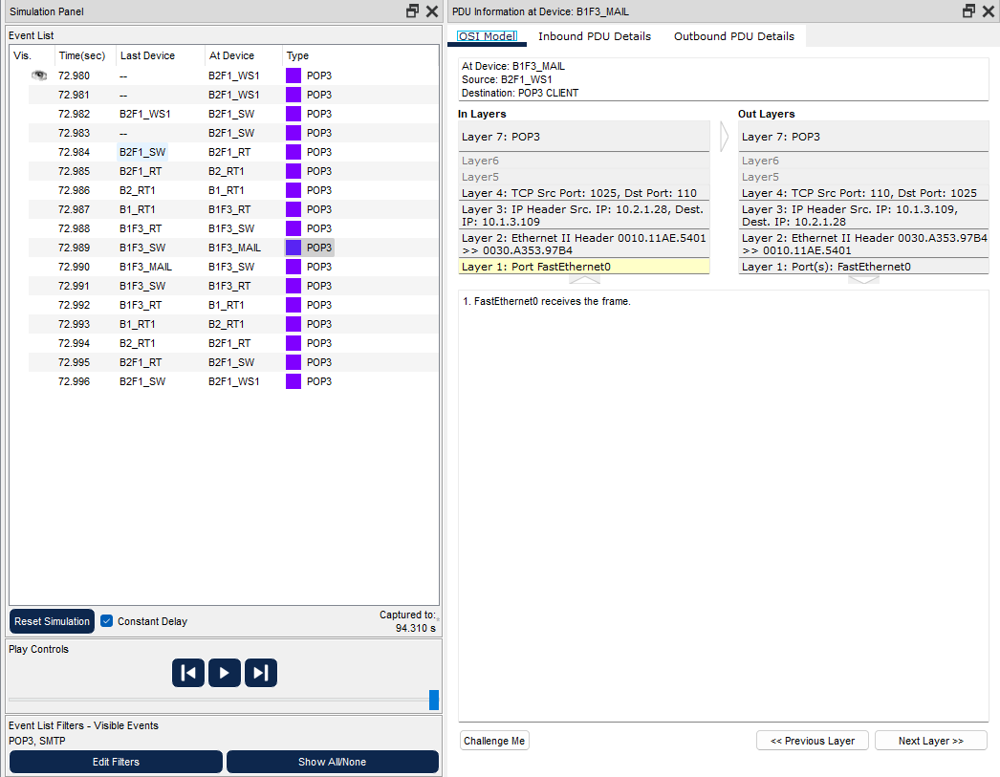 Simulation Panel
Event List
Vis. Time(sec) Last Device At Device Type
72.980 -- B2F1_WS1 POP3
72.981 -- B2F1_WS1 POP3
72.982 B2F1_WS1 B2F1_SW POP3
72.983 -- B2F1_SW POP3
72.984 B2F1_SW B2F1_RT POP3
72.985 B2F1_RT B2_RT1 POP3
72.986 B2_RT1 B1_RT1 POP3
72.987 B1_RT1 B1F3_RT POP3
72.988 B1F3_RT B1F3_SW POP3
72.989 B1F3_SW B1F3_MAIL POP3
72.990 B1F3_MAIL B1F3_SW POP3
72.991 B1F3_SW B1F3_RT POP3
72.992 B1F3_RT B1_RT1 POP3
72.993 B1_RT1 B2_RT1 POP3
72.994 B2_RT1 B2F1_RT POP3
72.995 B2F1_RT B2F1_SW POP3
72.996 B2F1_SW B2F1_WS1 POP3
Reset Simulation Constant Delay
Captured to:
94.310 s
Play Controls
Event List Filters - Visible Events
POP3, SMTP
Edit Filters Show All/None
PDU Information at Device: B1F3_MAIL
OSI Model Inbound PDU Details Outbound PDU Details
At Device: B1F3_MAIL
Source: B2F1_WS1
Destination: POP3 CLIENT
In Layers
Layer 7: POP3
Layer6
Layer5
Layer 4: TCP Src Port: 1025, Dst Port: 110
Layer 3: IP Header Src. IP: 10.2.1.28, Dest.
IP: 10.1.3.109
Layer 2: Ethernet II Header 0010.11AE.5401
>> 0030.A353.97B4
Layer 1: Port FastEthernet0
Out Layers
Layer 7: POP3
Layer6
Layer5
Layer 4: TCP Src Port: 110, Dst Port: 1025
Layer 3: IP Header Src. IP: 10.1.3.109,
Dest. IP: 10.2.1.28
Layer 2: Ethernet II Header 0030.A353.97B4
>> 0010.11AE.5401
Layer 1: Port(s): FastEthernet0
1. FastEthernet0 receives the frame.
Challenge Me << Previous Layer Next Layer >>